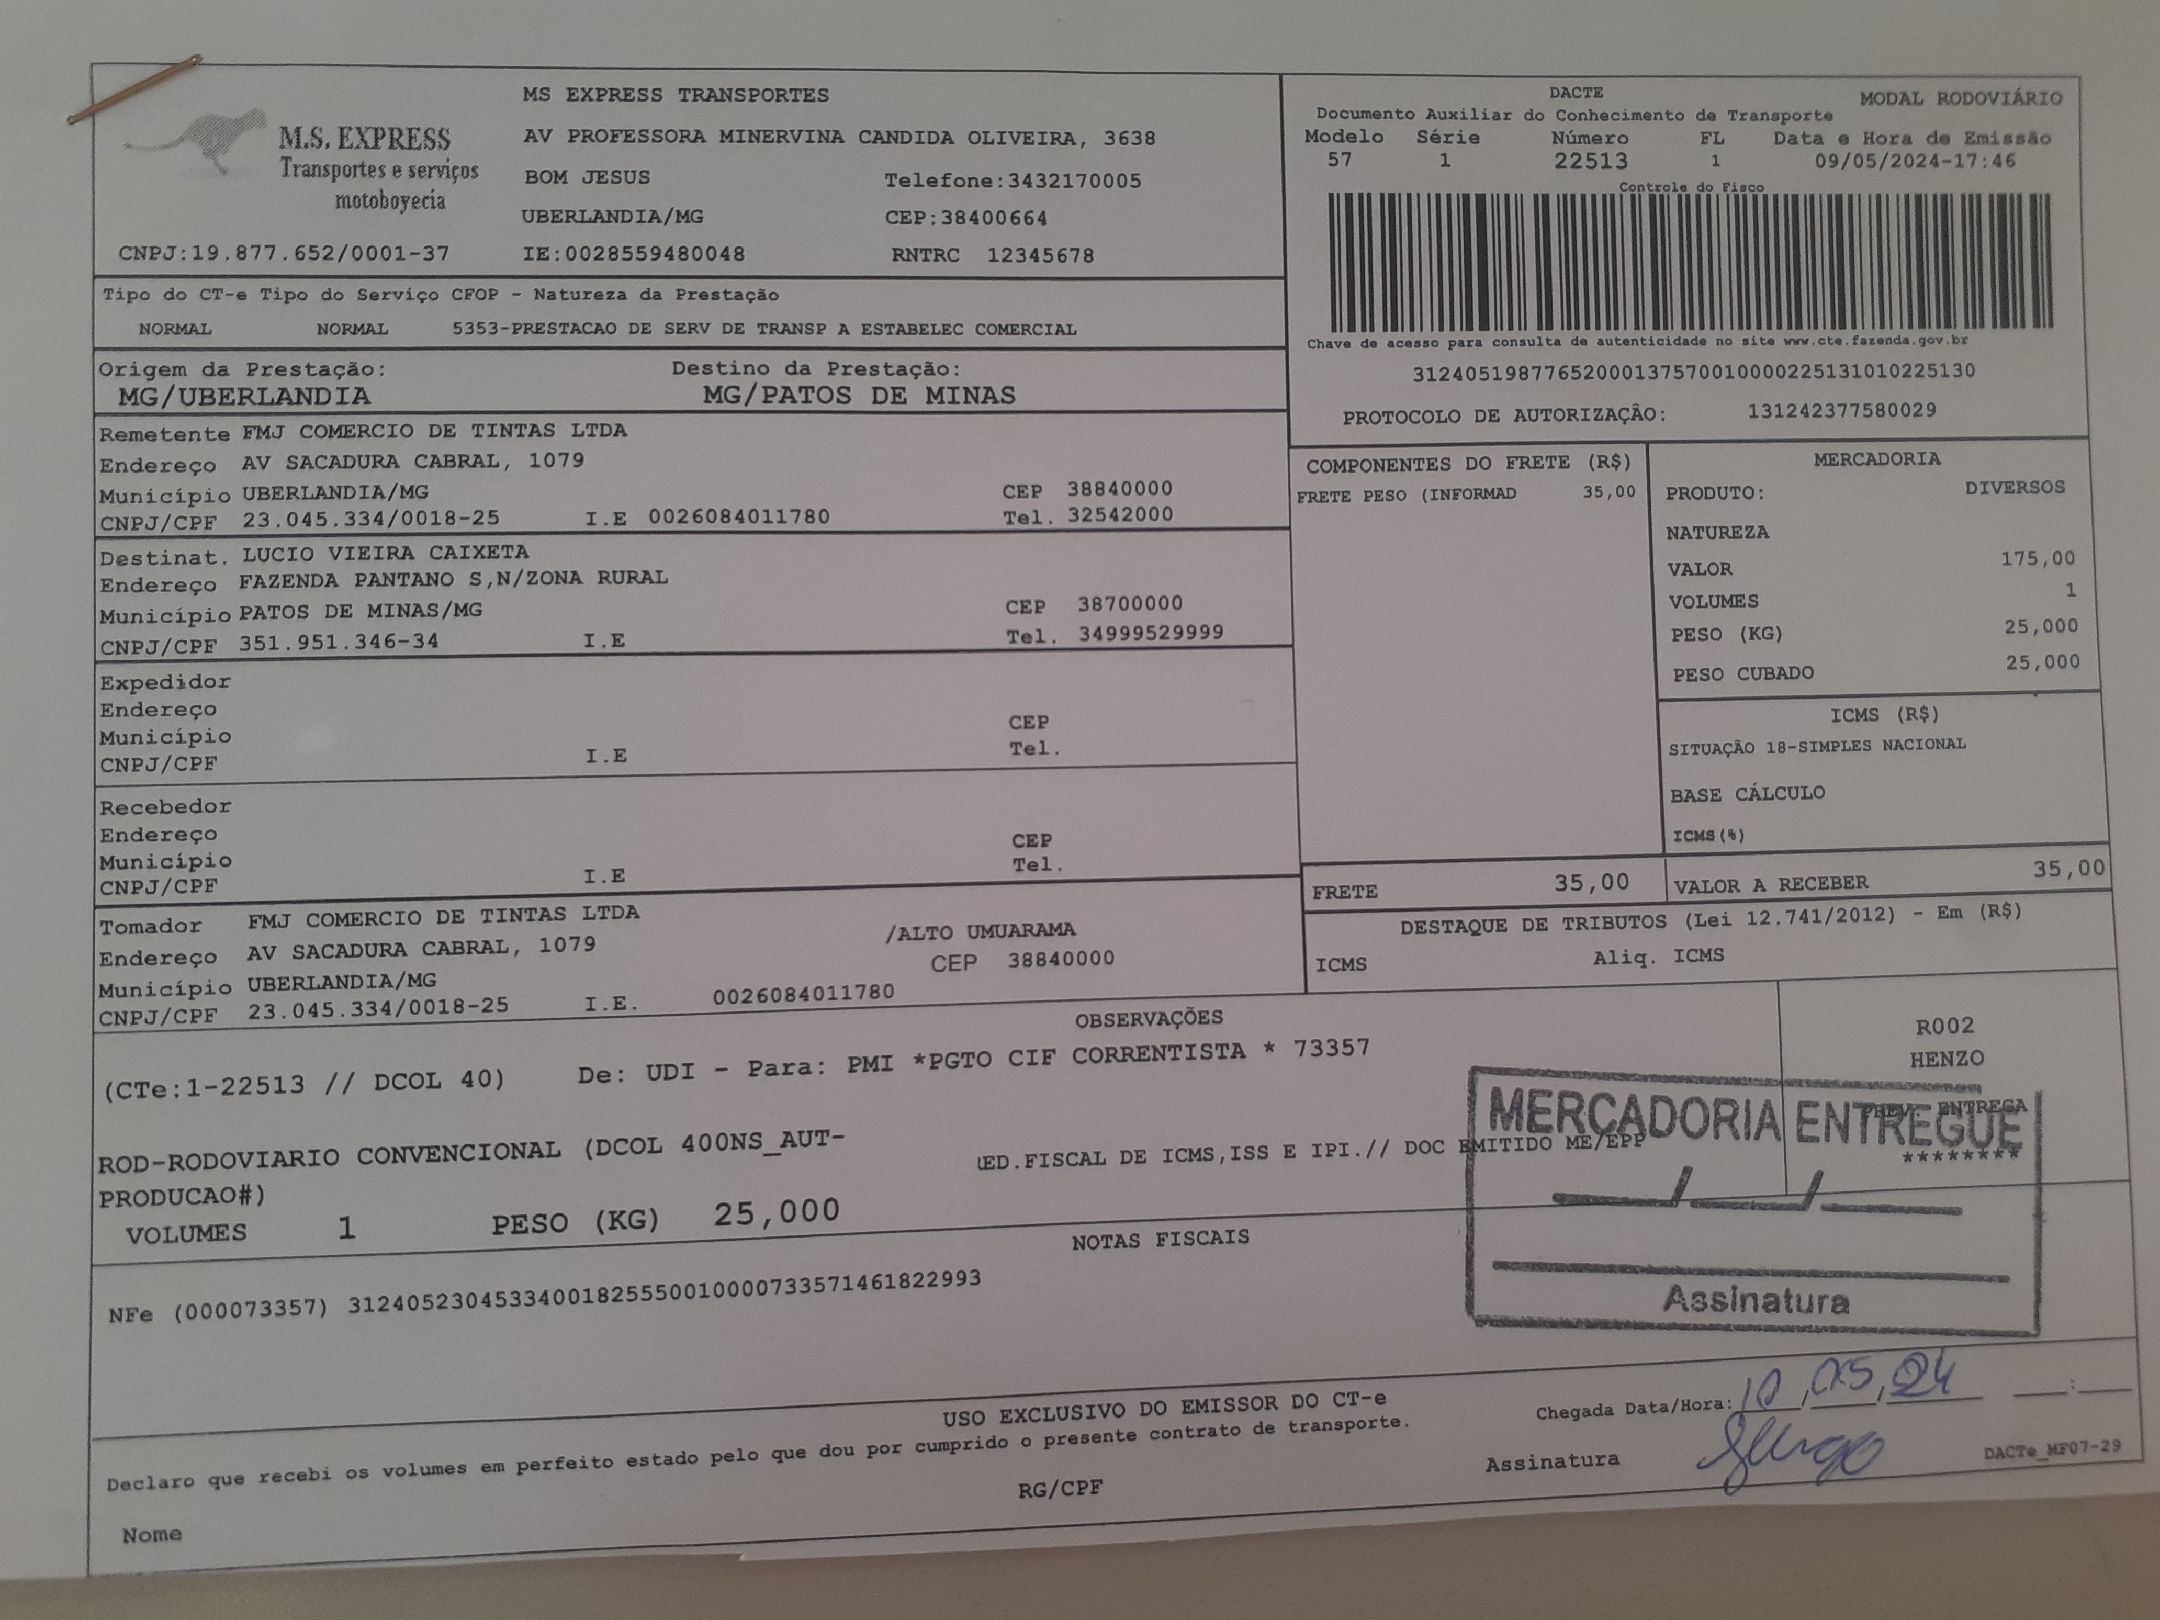 M.S. EXPRESS
Transportes e serviços
motoboyecia
MS EXPRESS TRANSPORTES
AV PROFESSORA MINERVINA CANDIDA OLIVEIRA, 3638
BOM JESUS Telefone:3432170005
UBERLANDIA/MG CEP:38400664
CNPJ:19.877.652/0001-37 IE:0028559480048 RNTRC 12345678
DACTE MODAL RODOVIÁRIO
Documento Auxiliar do Conhecimento de Transporte
Modelo Série Número FL Data e Hora de Emissão
57 1 22513 1 09/05/2024-17:46
Controle do Fisco
Chave de acesso para consulta de autenticidade no site www.cte.fazenda.gov.br
31240519877652000137570010000225131010225130
PROTOCOLO DE AUTORIZAÇÂO: 131242377580029
Tipo do CT-e Tipo do Serviço CFOP - Natureza da Prestação
NORMAL NORMAL 5353-PRESTACAO DE SERV DE TRANSP A ESTABELEC COMERCIAL
Origem da Prestação: Destino da Prestação:
MG/UBERLANDIA MG/PATOS DE MINAS
Remetente FMJ COMERCIO DE TINTAS LTDA
Endereço AV SACADURA CABRAL, 1079
Município UBERLANDIA/MG CEP 38840000
CNPJ/CPF 23.045.334/0018-25 I.E 0026084011780 Tel. 32542000
Destinat. LUCIO VIEIRA CAIXETA
Endereço FAZENDA PANTANO S,N/ZONA RURAL
Município PATOS DE MINAS/MG CEP 38700000
CNPJ/CPF 351.951.346-34 I.E Tel. 34999529999
Expedidor
Endereço
Município CEP
CNPJ/CPF I.E Tel.
Recebedor
Endereço
Município CEP
CNPJ/CPF I.E Tel.
Tomador FMJ COMERCIO DE TINTAS LTDA
Endereço AV SACADURA CABRAL, 1079 /ALTO UMUARAMA
Município UBERLANDIA/MG CEP 38840000
CNPJ/CPF 23.045.334/0018-25 I.E. 0026084011780
COMPONENTES DO FRETE (R$)
FRETE PESO (INFORMAD 35,00
MERCADORIA
PRODUTO: DIVERSOS
NATUREZA
VALOR 175,00
VOLUMES 1
PESO (KG) 25,000
PESO CUBADO 25,000
ICMS (R$)
SITUAÇÃO 18-SIMPLES NACIONAL
BASE CÁLCULO
ICMS(%)
FRETE 35,00 VALOR A RECEBER 35,00
DESTAQUE DE TRIBUTOS (Lei 12.741/2012) - Em (R$)
ICMS Aliq. ICMS
OBSERVAÇÕES
(CTe:1-22513 // DCOL 40) De: UDI - Para: PMI *PGTO CIF CORRENTISTA * 73357
R002
HENZO
PREV. ENTREGA
********
ROD-RODOVIARIO CONVENCIONAL (DCOL 400NS_AUT-
PRODUCAO#)
ED.FISCAL DE ICMS,ISS E IPI.// DOC EMITIDO ME/EPP
VOLUMES 1 PESO (KG) 25,000
MERCADORIA ENTREGUE
__/__/__
Assinatura
NOTAS FISCAIS
NFe (000073357) 31240523045334001825550010000733571461822993
USO EXCLUSIVO DO EMISSOR DO CT-e
Declaro que recebi os volumes em perfeito estado pelo que dou por cumprido o presente contrato de transporte.
Chegada Data/Hora: 10/05/24 __:__
Assinatura
DACTe_MF07-29
Nome RG/CPF